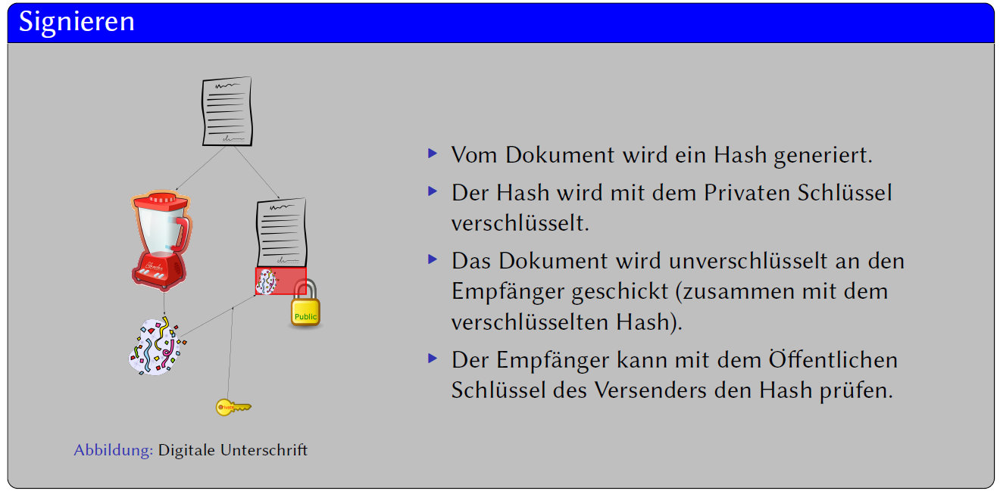 Signieren
Public
Private
Abbildung: Digitale Unterschrift
▶ Vom Dokument wird ein Hash generiert.
▶ Der Hash wird mit dem Privaten Schlüssel
verschlüsselt.
▶ Das Dokument wird unverschlüsselt an den
Empfänger geschickt (zusammen mit dem
verschlüsselten Hash).
▶ Der Empfänger kann mit dem Öffentlichen
Schlüssel des Versenders den Hash prüfen.